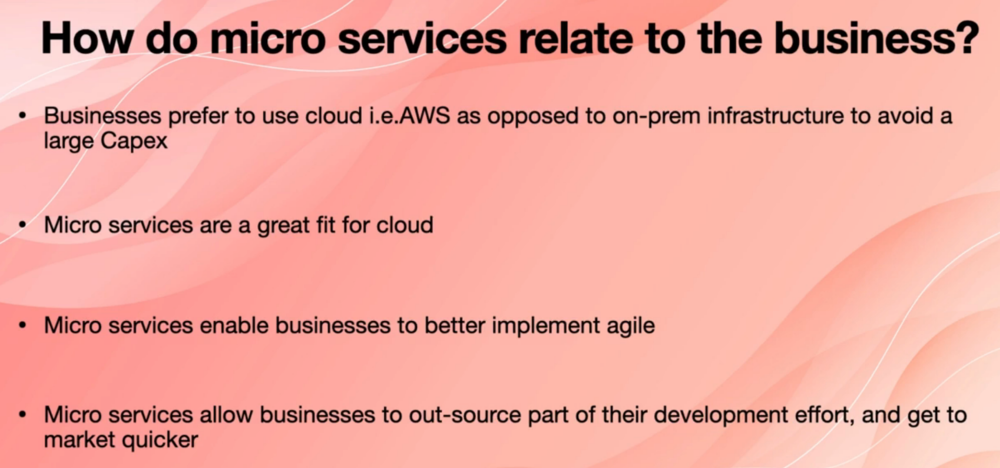 How do micro services relate to the business?
• Businesses prefer to use cloud i.e.AWS as opposed to on-prem infrastructure to avoid a
large Capex
• Micro services are a great fit for cloud
• Micro services enable businesses to better implement agile
• Micro services allow businesses to out-source part of their development effort, and get to
market quicker